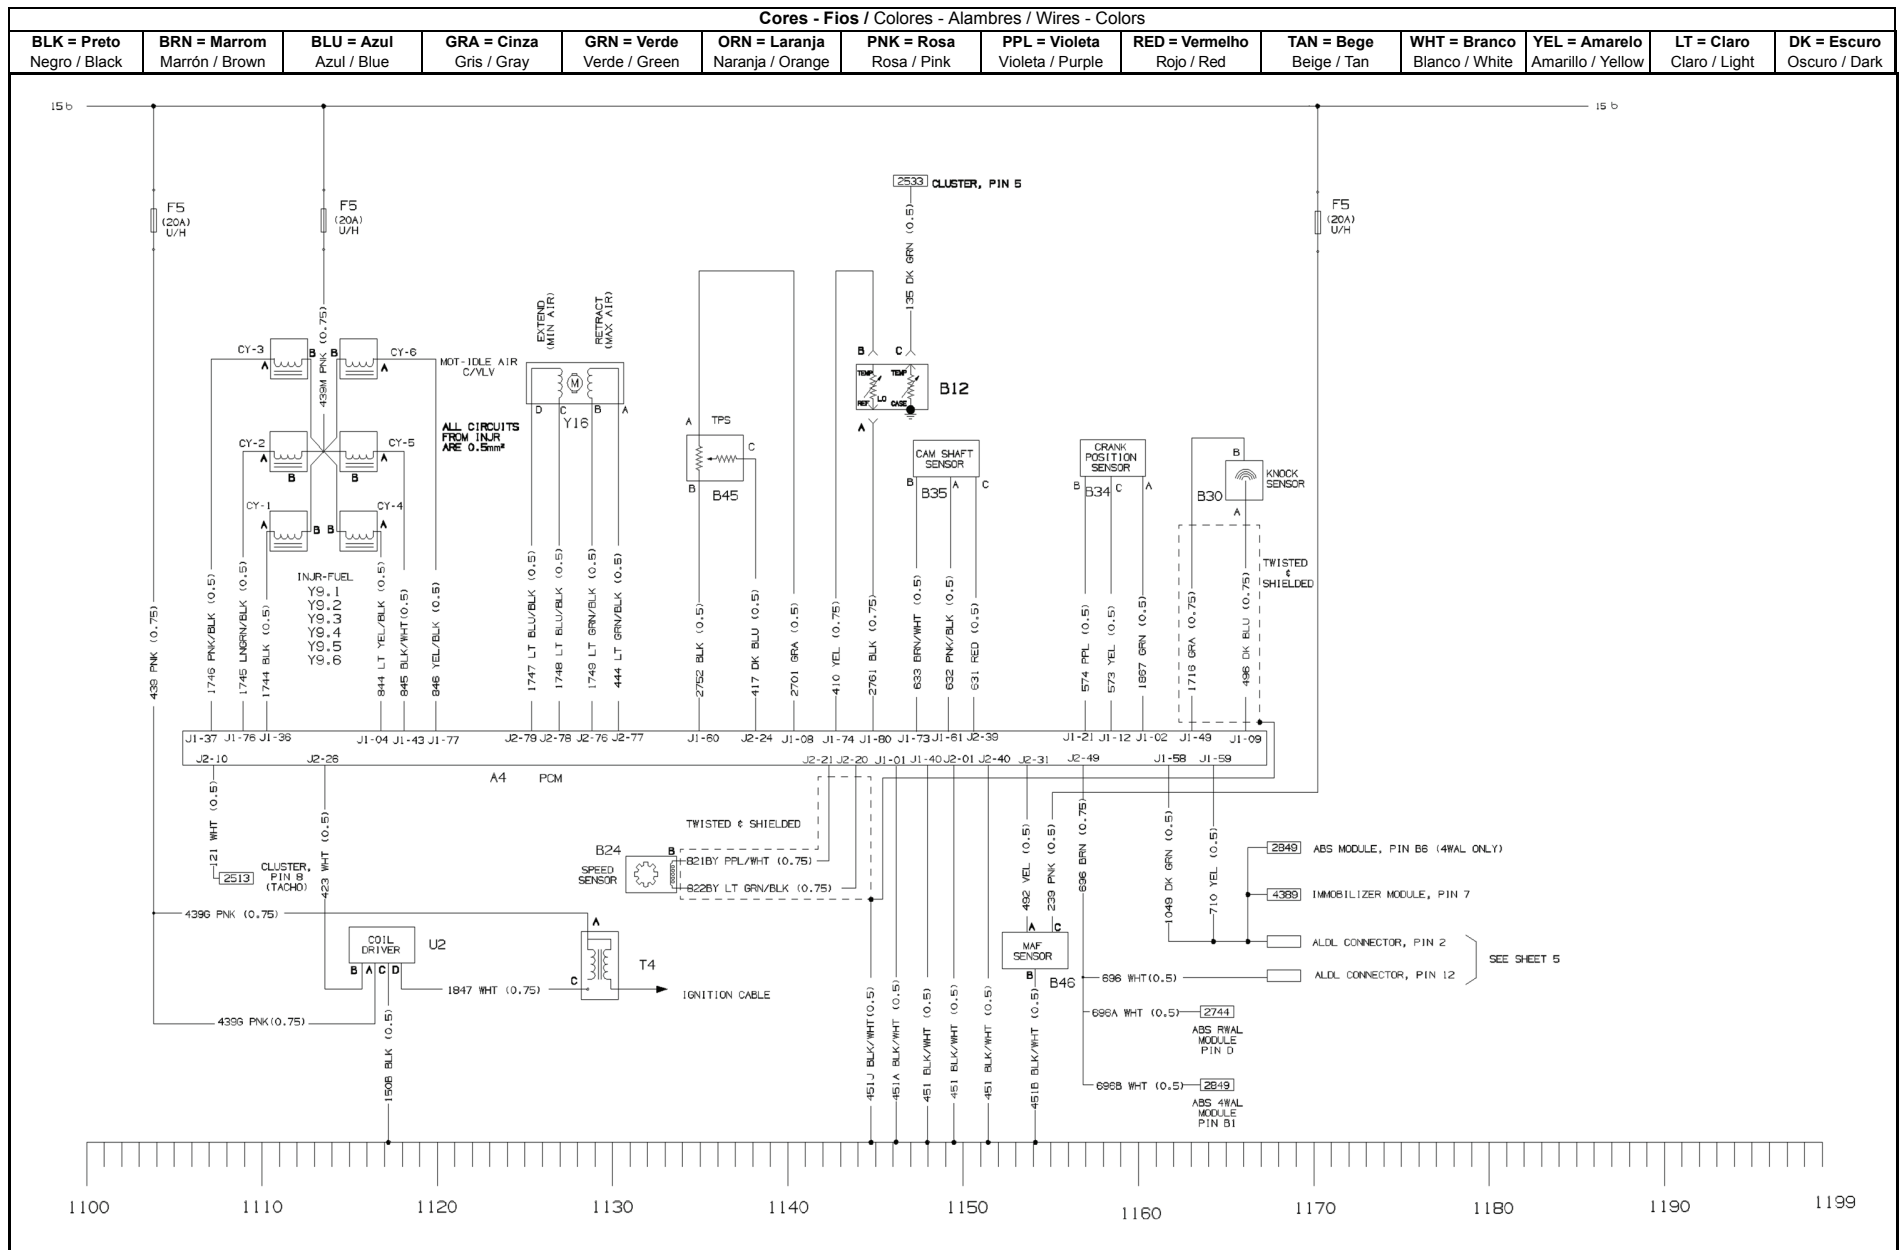 Cores - Fios / Colores - Alambres / Wires - Colors
BLK = Preto
Negro / Black
BRN = Marrom
Marrón / Brown
BLU = Azul
Azul / Blue
GRA = Cinza
Gris / Gray
GRN = Verde
Verde / Green
ORN = Laranja
Naranja / Orange
PNK = Rosa
Rosa / Pink
PPL = Violeta
Violeta / Purple
RED = Vermelho
Rojo / Red
TAN = Bege
Beige / Tan
WHT = Branco
Blanco / White
YEL = Amarelo
Amarillo / Yellow
LT = Claro
Claro / Light
DK = Escuro
Oscuro / Dark
15 b
15 b
F5
(20A)
U/H
F5
(20A)
U/H
F5
(20A)
U/H
2533 CLUSTER, PIN 5
135 DK GRN (0.5)
439M PNK (0.75)
CY-3
A
B
B
CY-6
A
CY-2
A
B
B
CY-5
A
CY-1
A
B
B
CY-4
A
MOT-IDLE AIR
C/VLV
EXTEND
(MIN AIR)
RETRACT
(MAX AIR)
M
D
C
B
A
Y16
ALL CIRCUITS
FROM INJR
ARE 0.5mm²
INJR-FUEL
Y9.1
Y9.2
Y9.3
Y9.4
Y9.5
Y9.6
A
TPS
C
B
B45
B
C
TEMP
TEMP
LO
REF.
CASE
B12
A
CAM SHAFT
SENSOR
B
B35
A
C
CRANK
POSITION
SENSOR
B
B34
C
A
B
KNOCK
SENSOR
B30
A
TWISTED
¢
SHIELDED
439 PNK (0.75)
1746 PNK/BLK (0.5)
1745 LNGRN/BLK (0.5)
1744 BLK (0.5)
844 LT YEL/BLK (0.5)
845 BLK/WHT(0.5)
846 YEL/BLK (0.5)
1747 LT BLU/BLK (0.5)
1748 LT BLU/BLK (0.5)
1749 LT GRN/BLK (0.5)
444 LT GRN/BLK (0.5)
2752 BLK (0.5)
417 DK BLU (0.5)
2701 GRA (0.5)
410 YEL (0.75)
2761 BLK (0.75)
633 BRN/WHT (0.5)
632 PNK/BLK (0.5)
631 RED (0.5)
574 PPL (0.5)
573 YEL (0.5)
1867 GRN (0.5)
1716 GRA (0.75)
496 DK BLU (0.75)
J1-37
J1-76
J1-36
J1-04
J1-43
J1-77
J2-79
J2-78
J2-76
J2-77
J1-60
J2-24
J1-08
J1-74
J1-80
J1-73
J1-61
J2-39
J1-21
J1-12
J1-02
J1-49
J1-09
J2-10
J2-26
J2-21
J2-20
J1-01
J1-40
J2-01
J2-40
J2-31
J2-49
J1-58
J1-59
A4 PCM
121 WHT (0.5)
2513
CLUSTER,
PIN 8
(TACHO)
423 WHT (0.5)
TWISTED ¢ SHIELDED
B24
SPEED
SENSOR
B
821BY PPL/WHT (0.75)
A
822BY LT GRN/BLK (0.75)
439G PNK (0.75)
COIL
DRIVER
U2
B
A
C
D
1847 WHT (0.75)
A
C
T4
IGNITION CABLE
439G PNK(0.75)
150B BLK (0.5)
492 YEL (0.5)
239 PNK (0.5)
696 BRN (0.75)
1049 DK GRN (0.5)
710 YEL (0.5)
2849 ABS MODULE, PIN B6 (4WAL ONLY)
4389 IMMOBILIZER MODULE, PIN 7
ALDL CONNECTOR, PIN 2
SEE SHEET 5
ALDL CONNECTOR, PIN 12
A
C
MAF
SENSOR
B
B46
696 WHT(0.5)
696A WHT (0.5)
2744
ABS RWAL
MODULE
PIN D
696B WHT (0.5)
2849
ABS 4WAL
MODULE
PIN B1
451J BLK/WHT(0.5)
451A BLK/WHT (0.5)
451 BLK/WHT (0.5)
451 BLK/WHT (0.5)
451 BLK/WHT (0.5)
451B BLK/WHT (0.5)
1100
1110
1120
1130
1140
1150
1160
1170
1180
1190
1199